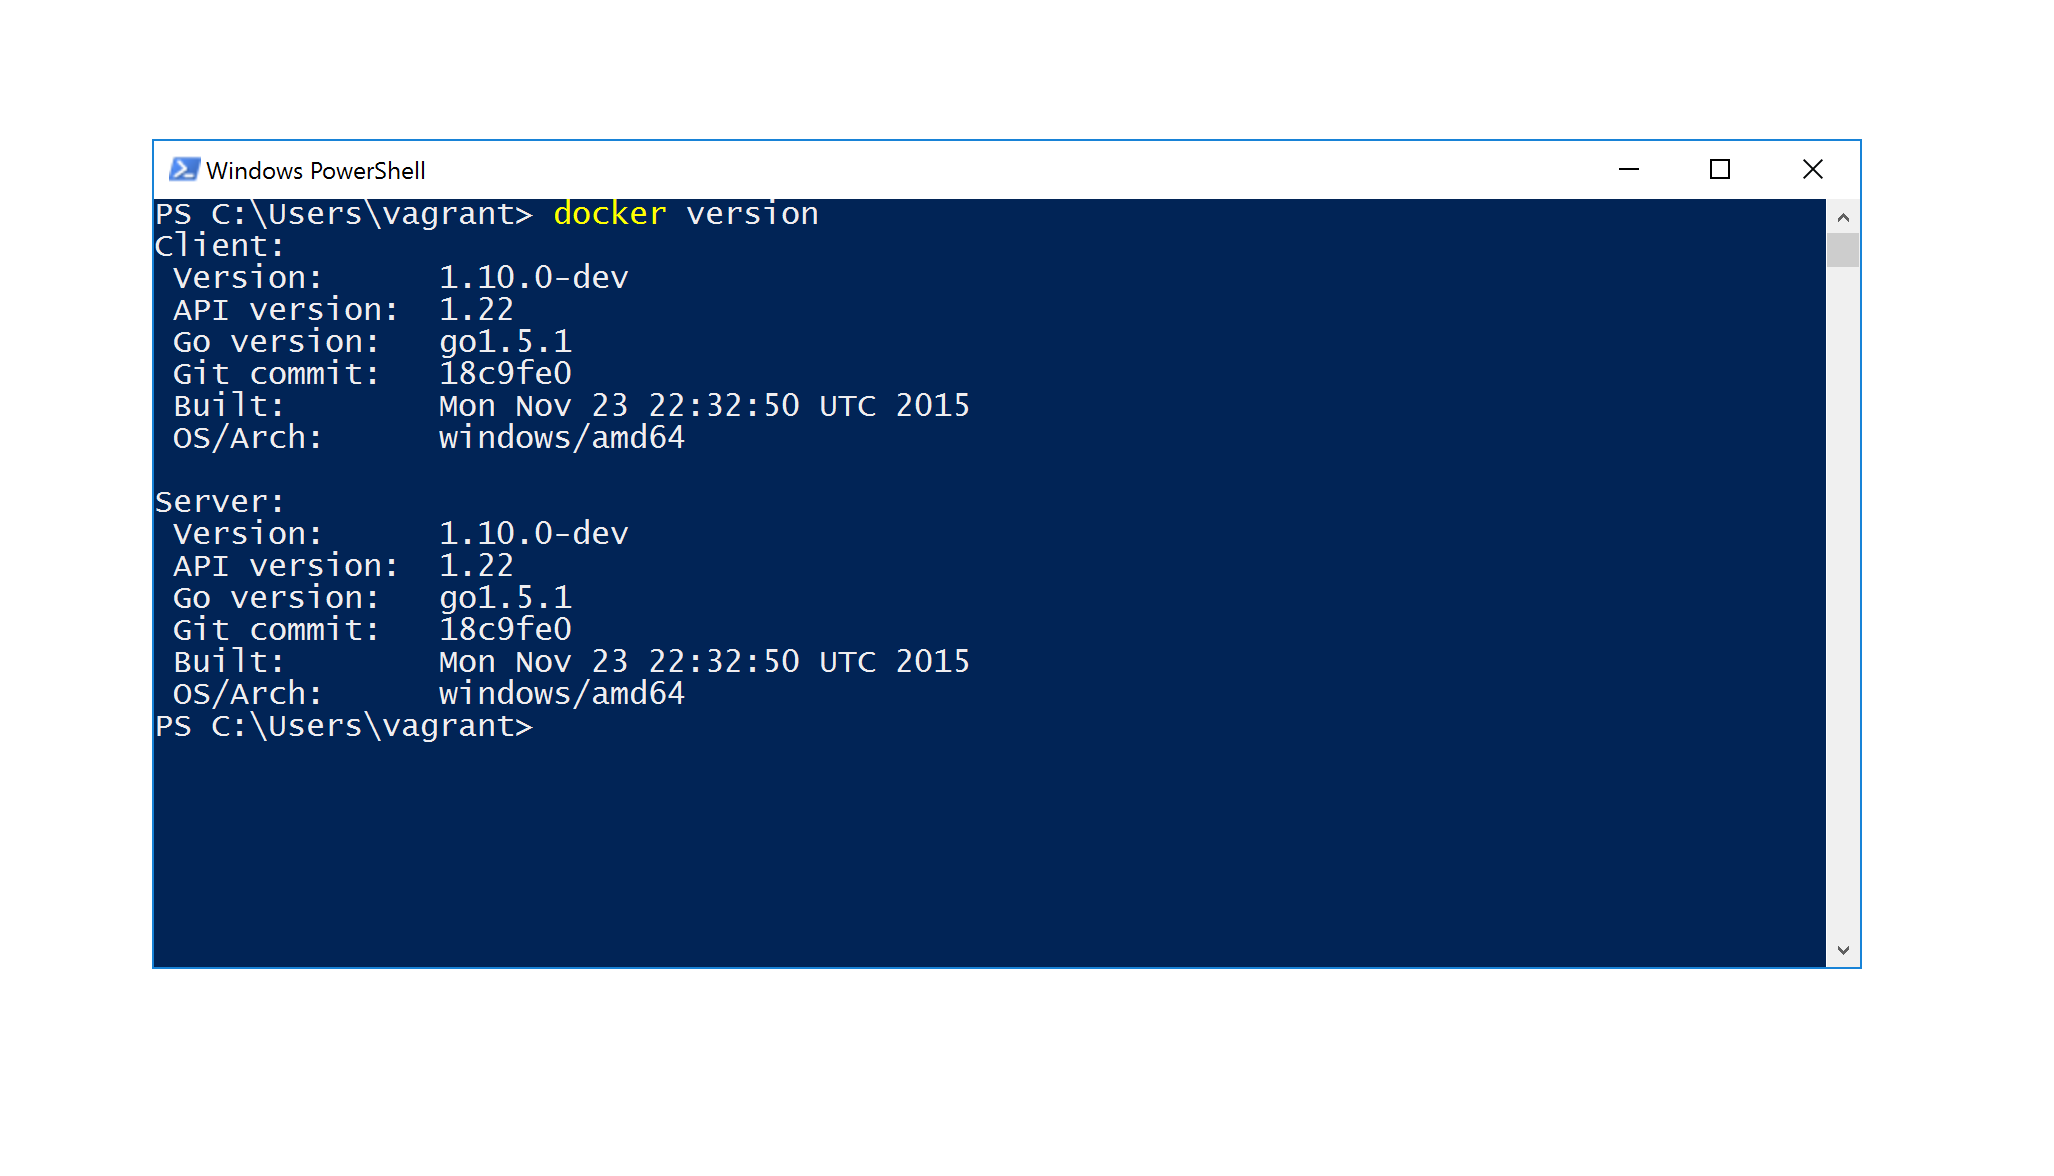 Windows PowerShell
PS C:\Users\vagrant> docker version
Client:
 Version:      1.10.0-dev
 API version:  1.22
 Go version:   go1.5.1
 Git commit:   18c9fe0
 Built:        Mon Nov 23 22:32:50 UTC 2015
 OS/Arch:      windows/amd64

Server:
 Version:      1.10.0-dev
 API version:  1.22
 Go version:   go1.5.1
 Git commit:   18c9fe0
 Built:        Mon Nov 23 22:32:50 UTC 2015
 OS/Arch:      windows/amd64
PS C:\Users\vagrant>